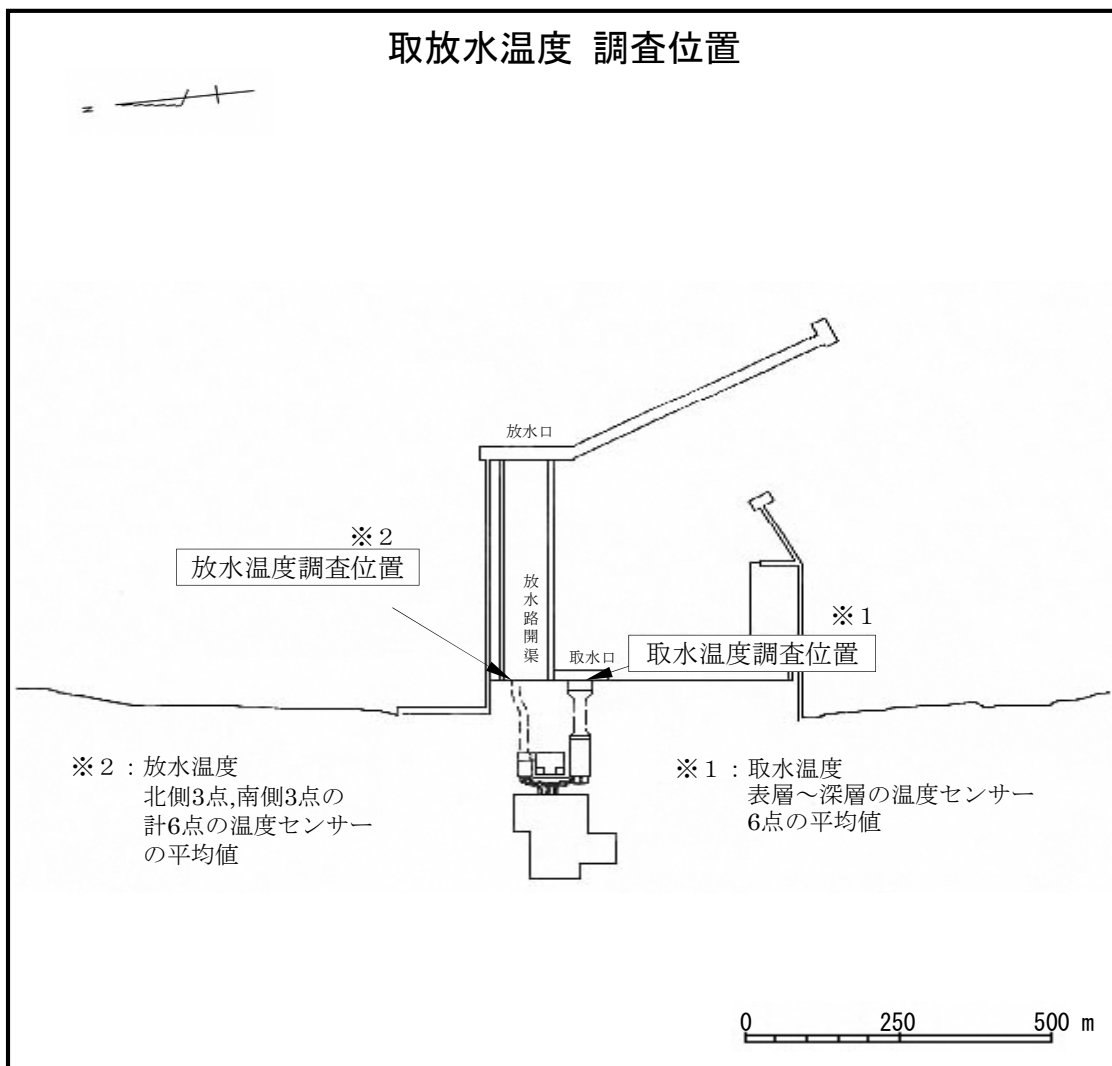 取放水温度 調査位置
N
放水口
※2
放水温度調査位置
放水路開渠
※1
取水口
取水温度調査位置
※2：放水温度
北側3点,南側3点の
計6点の温度センサー
の平均値
※1：取水温度
表層～深層の温度センサー
6点の平均値
0 250 500 m